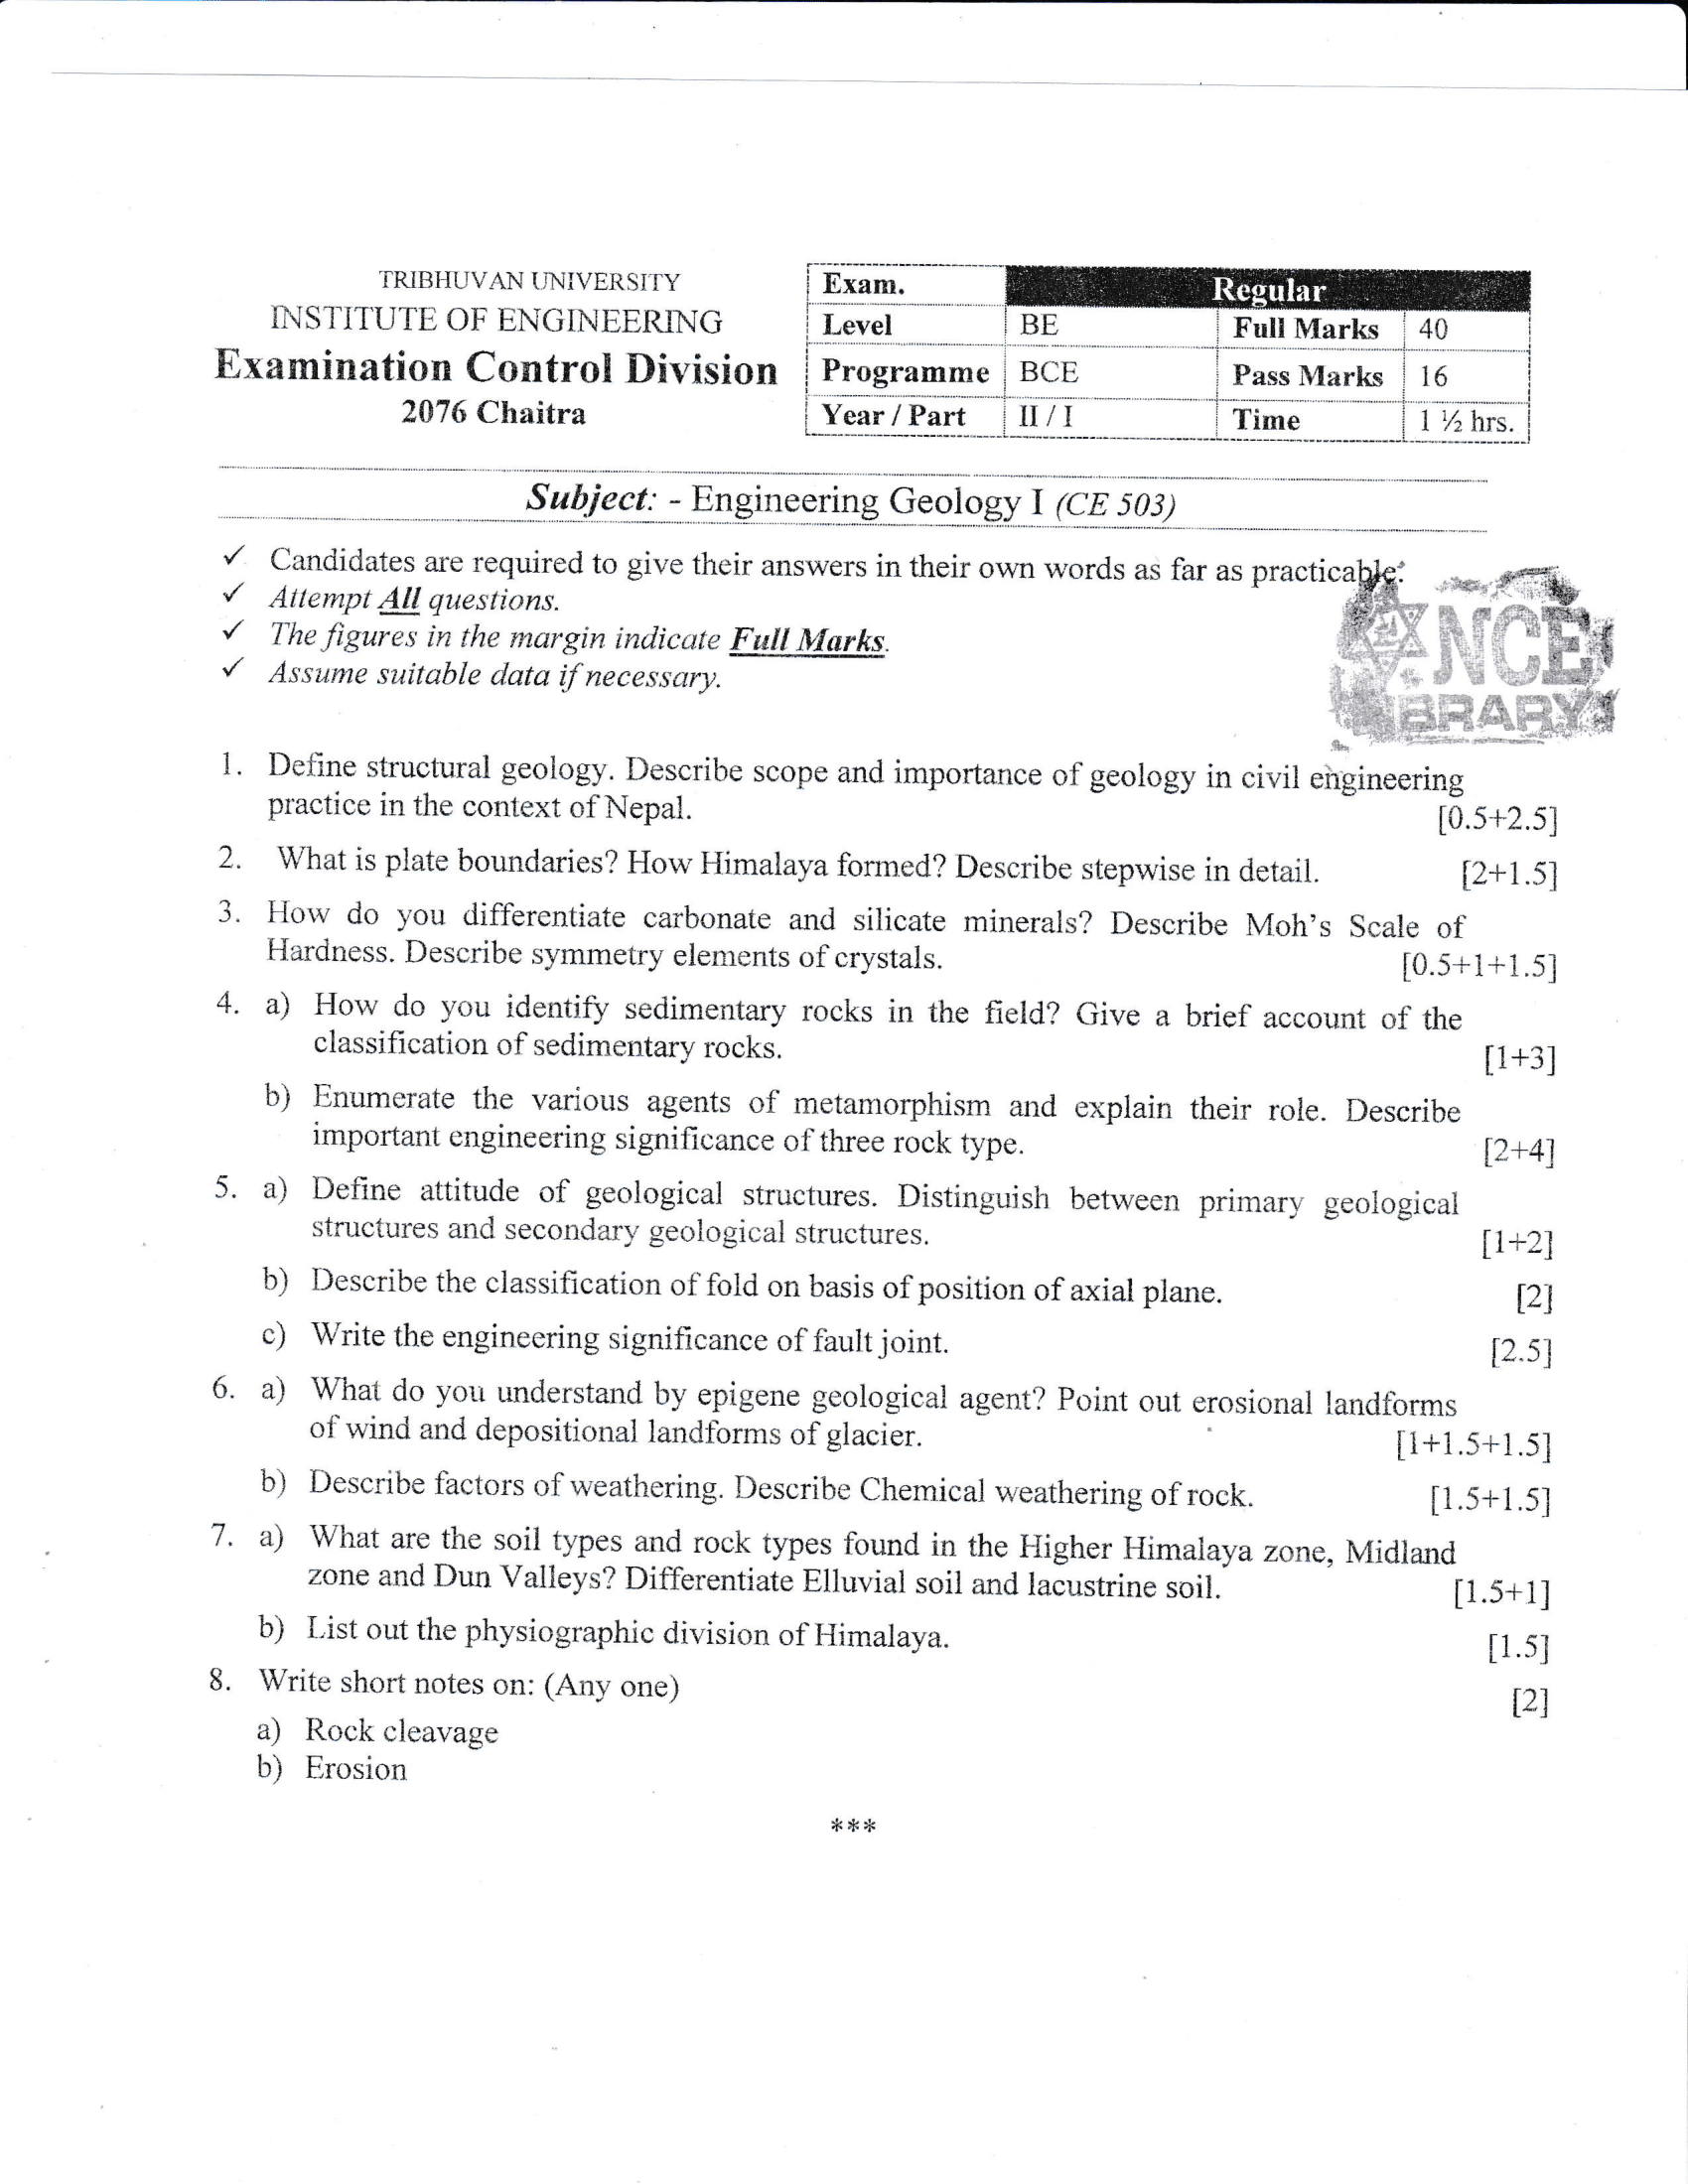 TRIBHUVAN UNIVERSITY
INSTITUTE OF ENGINEERING
Examination Control Division
2076 Chaitra
Exam. Regular
Level BE Full Marks 40
Programme BCE Pass Marks 16
Year / Part II / I Time 1 ½ hrs.
Subject: - Engineering Geology I (CE 503)
✓ Candidates are required to give their answers in their own words as far as practicable.
✓ Attempt All questions.
✓ The figures in the margin indicate Full Marks.
✓ Assume suitable data if necessary.
NCE
BRARY
1. Define structural geology. Describe scope and importance of geology in civil engineering
practice in the context of Nepal. [0.5+2.5]
2. What is plate boundaries? How Himalaya formed? Describe stepwise in detail. [2+1.5]
3. How do you differentiate carbonate and silicate minerals? Describe Moh's Scale of
Hardness. Describe symmetry elements of crystals. [0.5+1+1.5]
4. a) How do you identify sedimentary rocks in the field? Give a brief account of the
classification of sedimentary rocks. [1+3]
b) Enumerate the various agents of metamorphism and explain their role. Describe
important engineering significance of three rock type. [2+4]
5. a) Define attitude of geological structures. Distinguish between primary geological
structures and secondary geological structures. [1+2]
b) Describe the classification of fold on basis of position of axial plane. [2]
c) Write the engineering significance of fault joint. [2.5]
6. a) What do you understand by epigene geological agent? Point out erosional landforms
of wind and depositional landforms of glacier. [1+1.5+1.5]
b) Describe factors of weathering. Describe Chemical weathering of rock. [1.5+1.5]
7. a) What are the soil types and rock types found in the Higher Himalaya zone, Midland
zone and Dun Valleys? Differentiate Elluvial soil and lacustrine soil. [1.5+1]
b) List out the physiographic division of Himalaya. [1.5]
8. Write short notes on: (Any one) [2]
a) Rock cleavage
b) Erosion
***